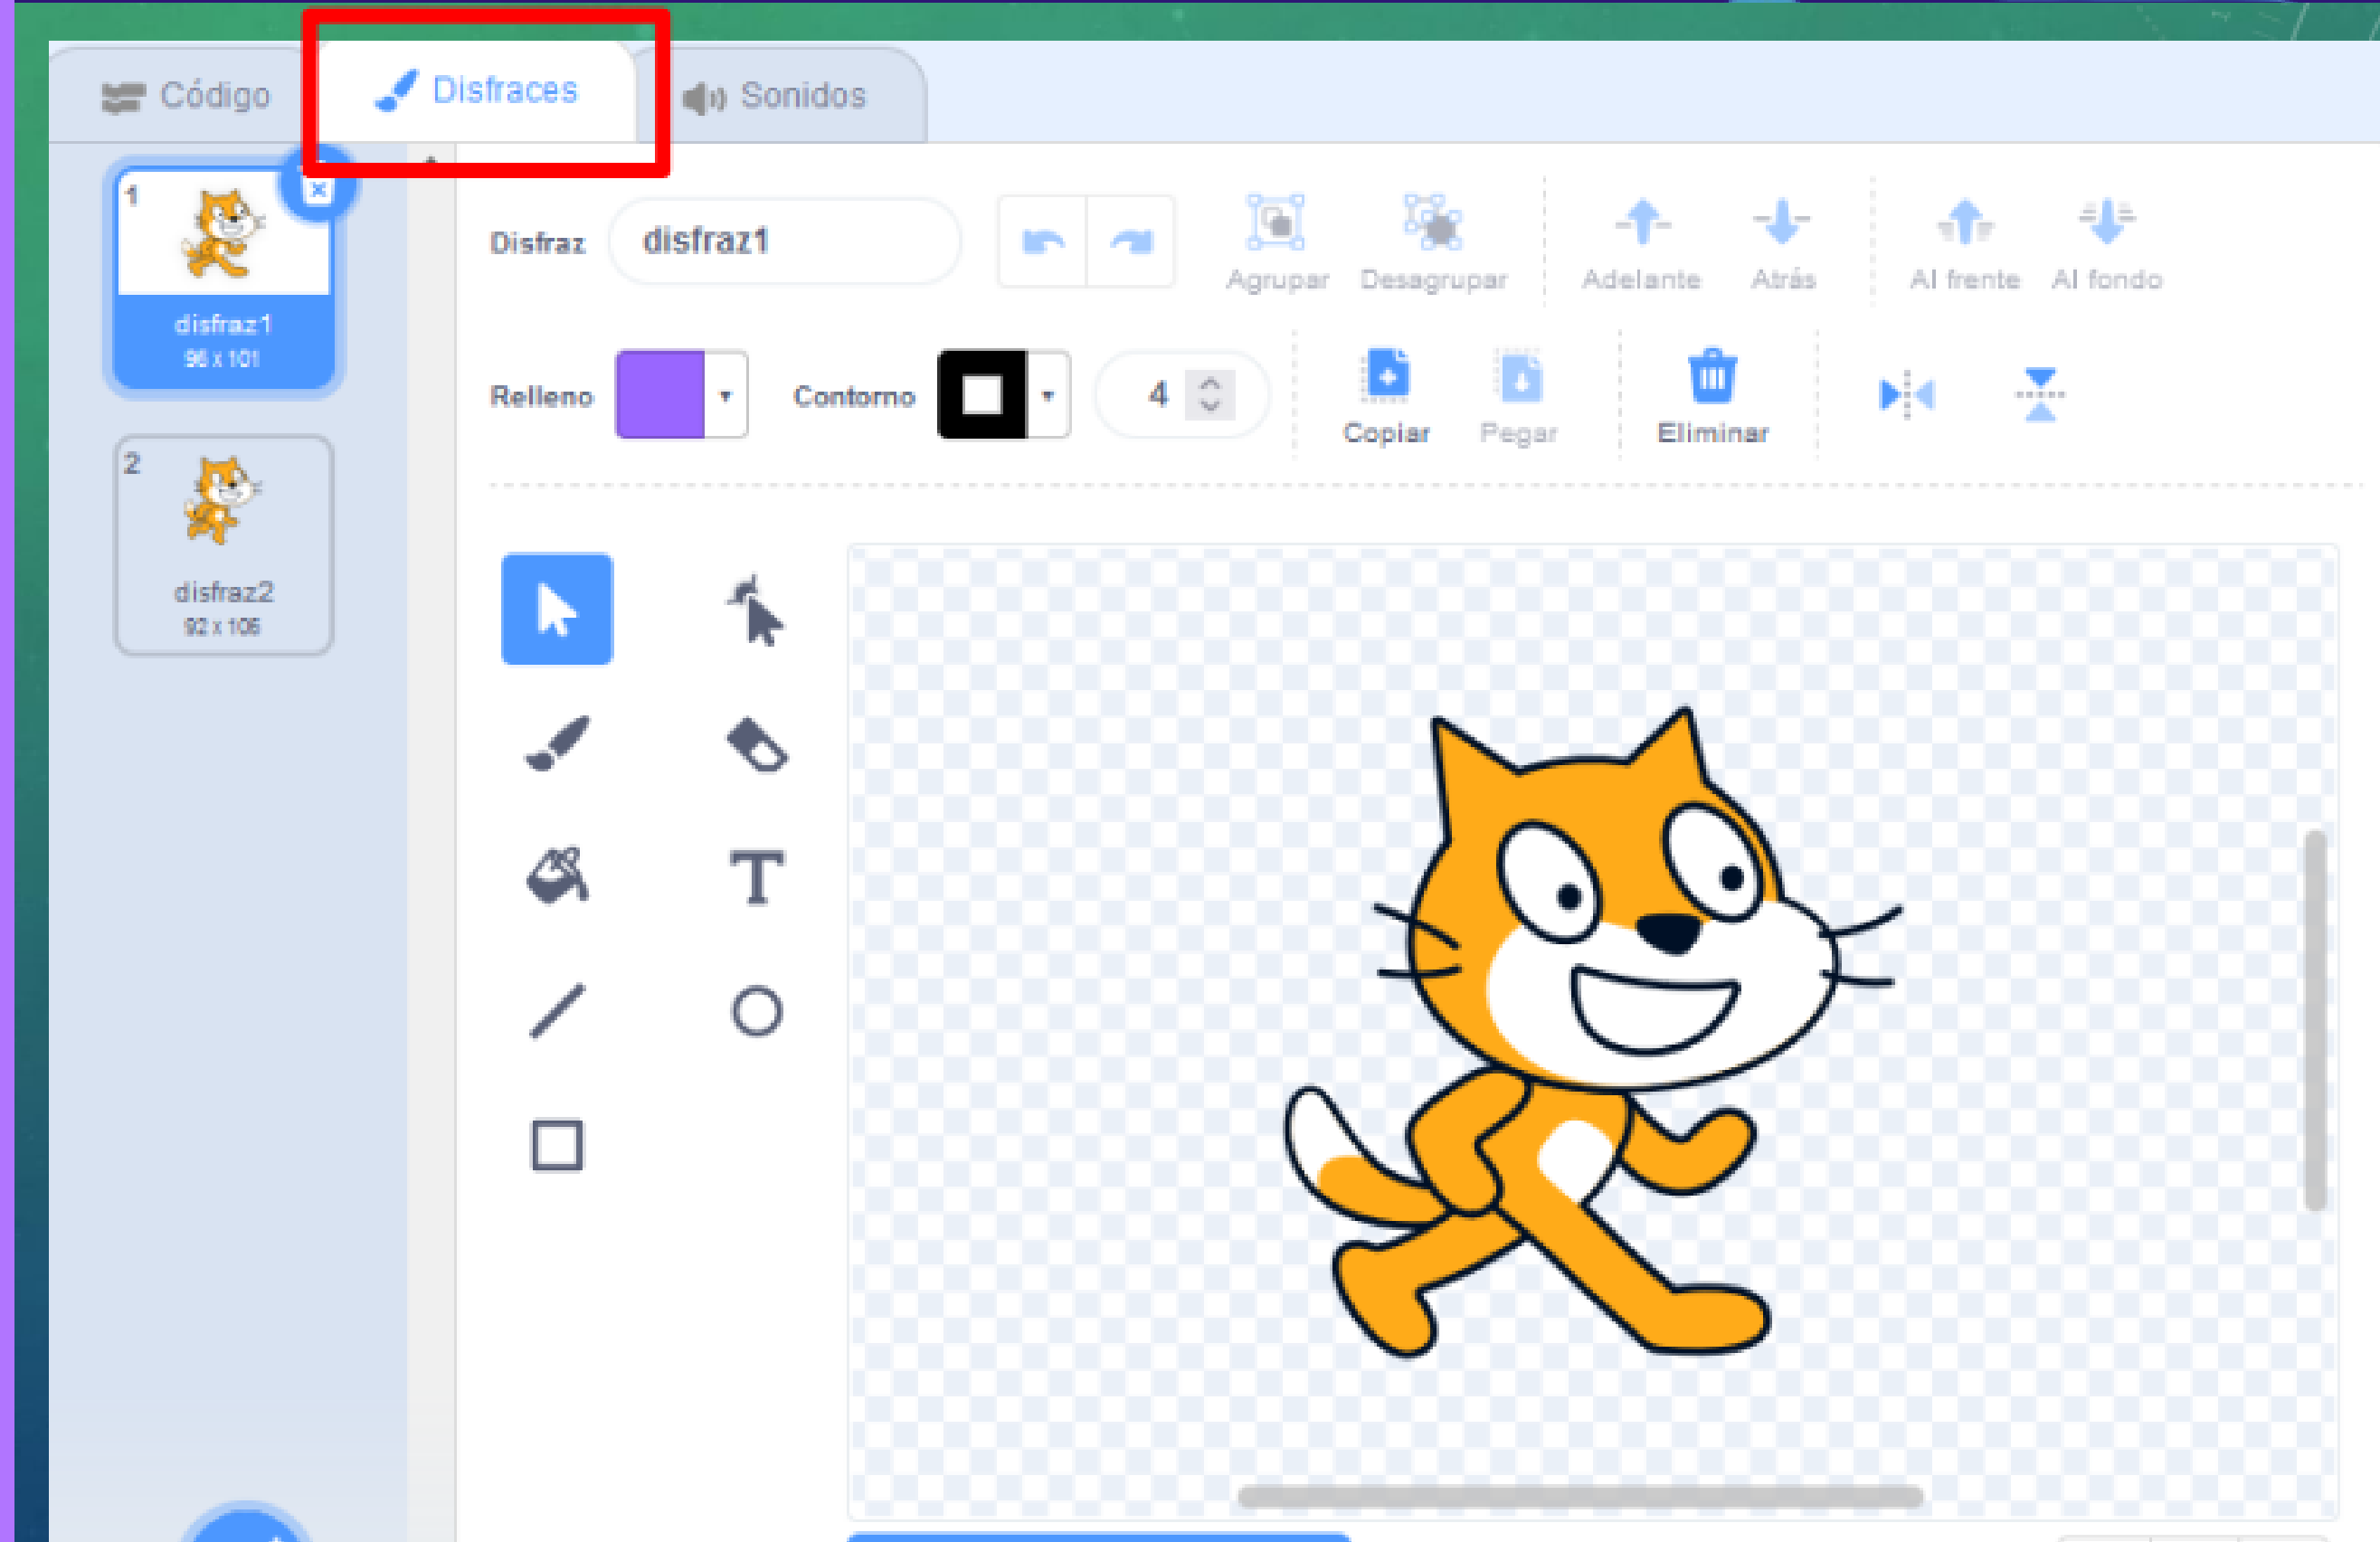 Código
Disfraces
Sonidos
1
disfraz1
96 x 101
2
disfraz2
92 x 106
Disfraz
disfraz1
Agrupar
Desagrupar
Adelante
Atrás
Al frente
Al fondo
Relleno
Contorno
4
Copiar
Pegar
Eliminar
T